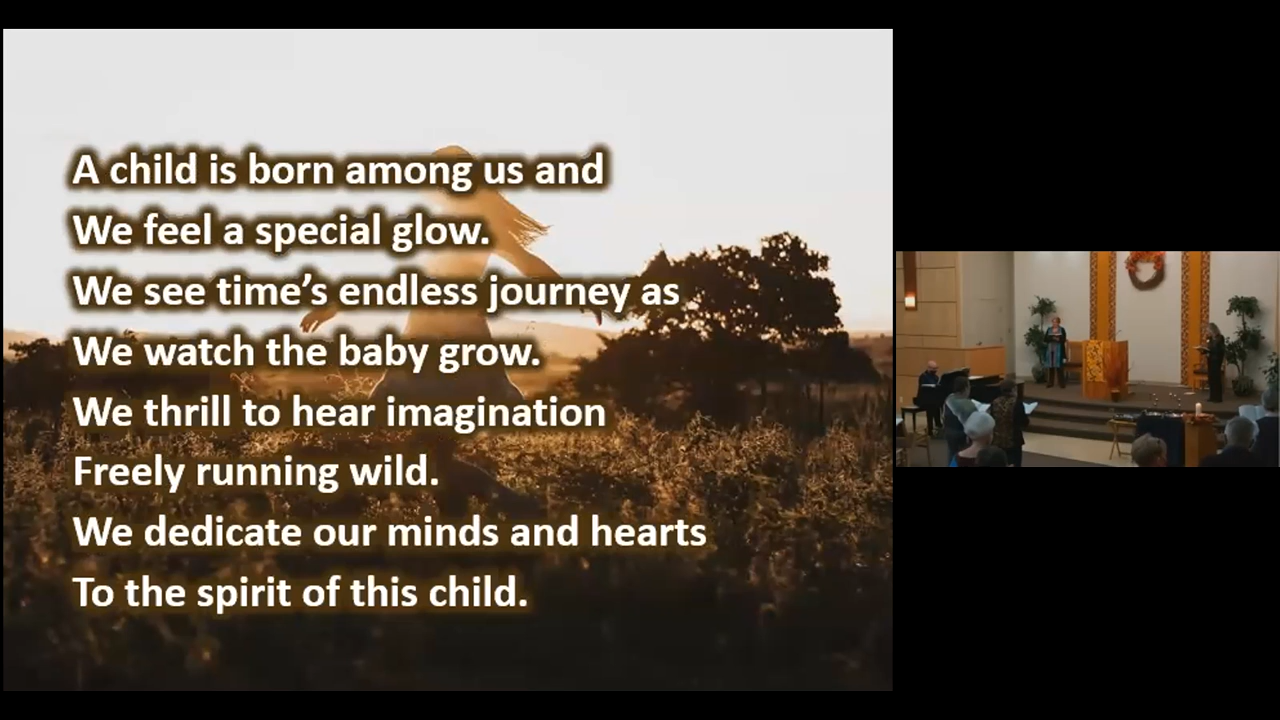 A child is born among us and
We feel a special glow.
We see time’s endless journey as
We watch the baby grow.
We thrill to hear imagination
Freely running wild.
We dedicate our minds and hearts
To the spirit of this child.